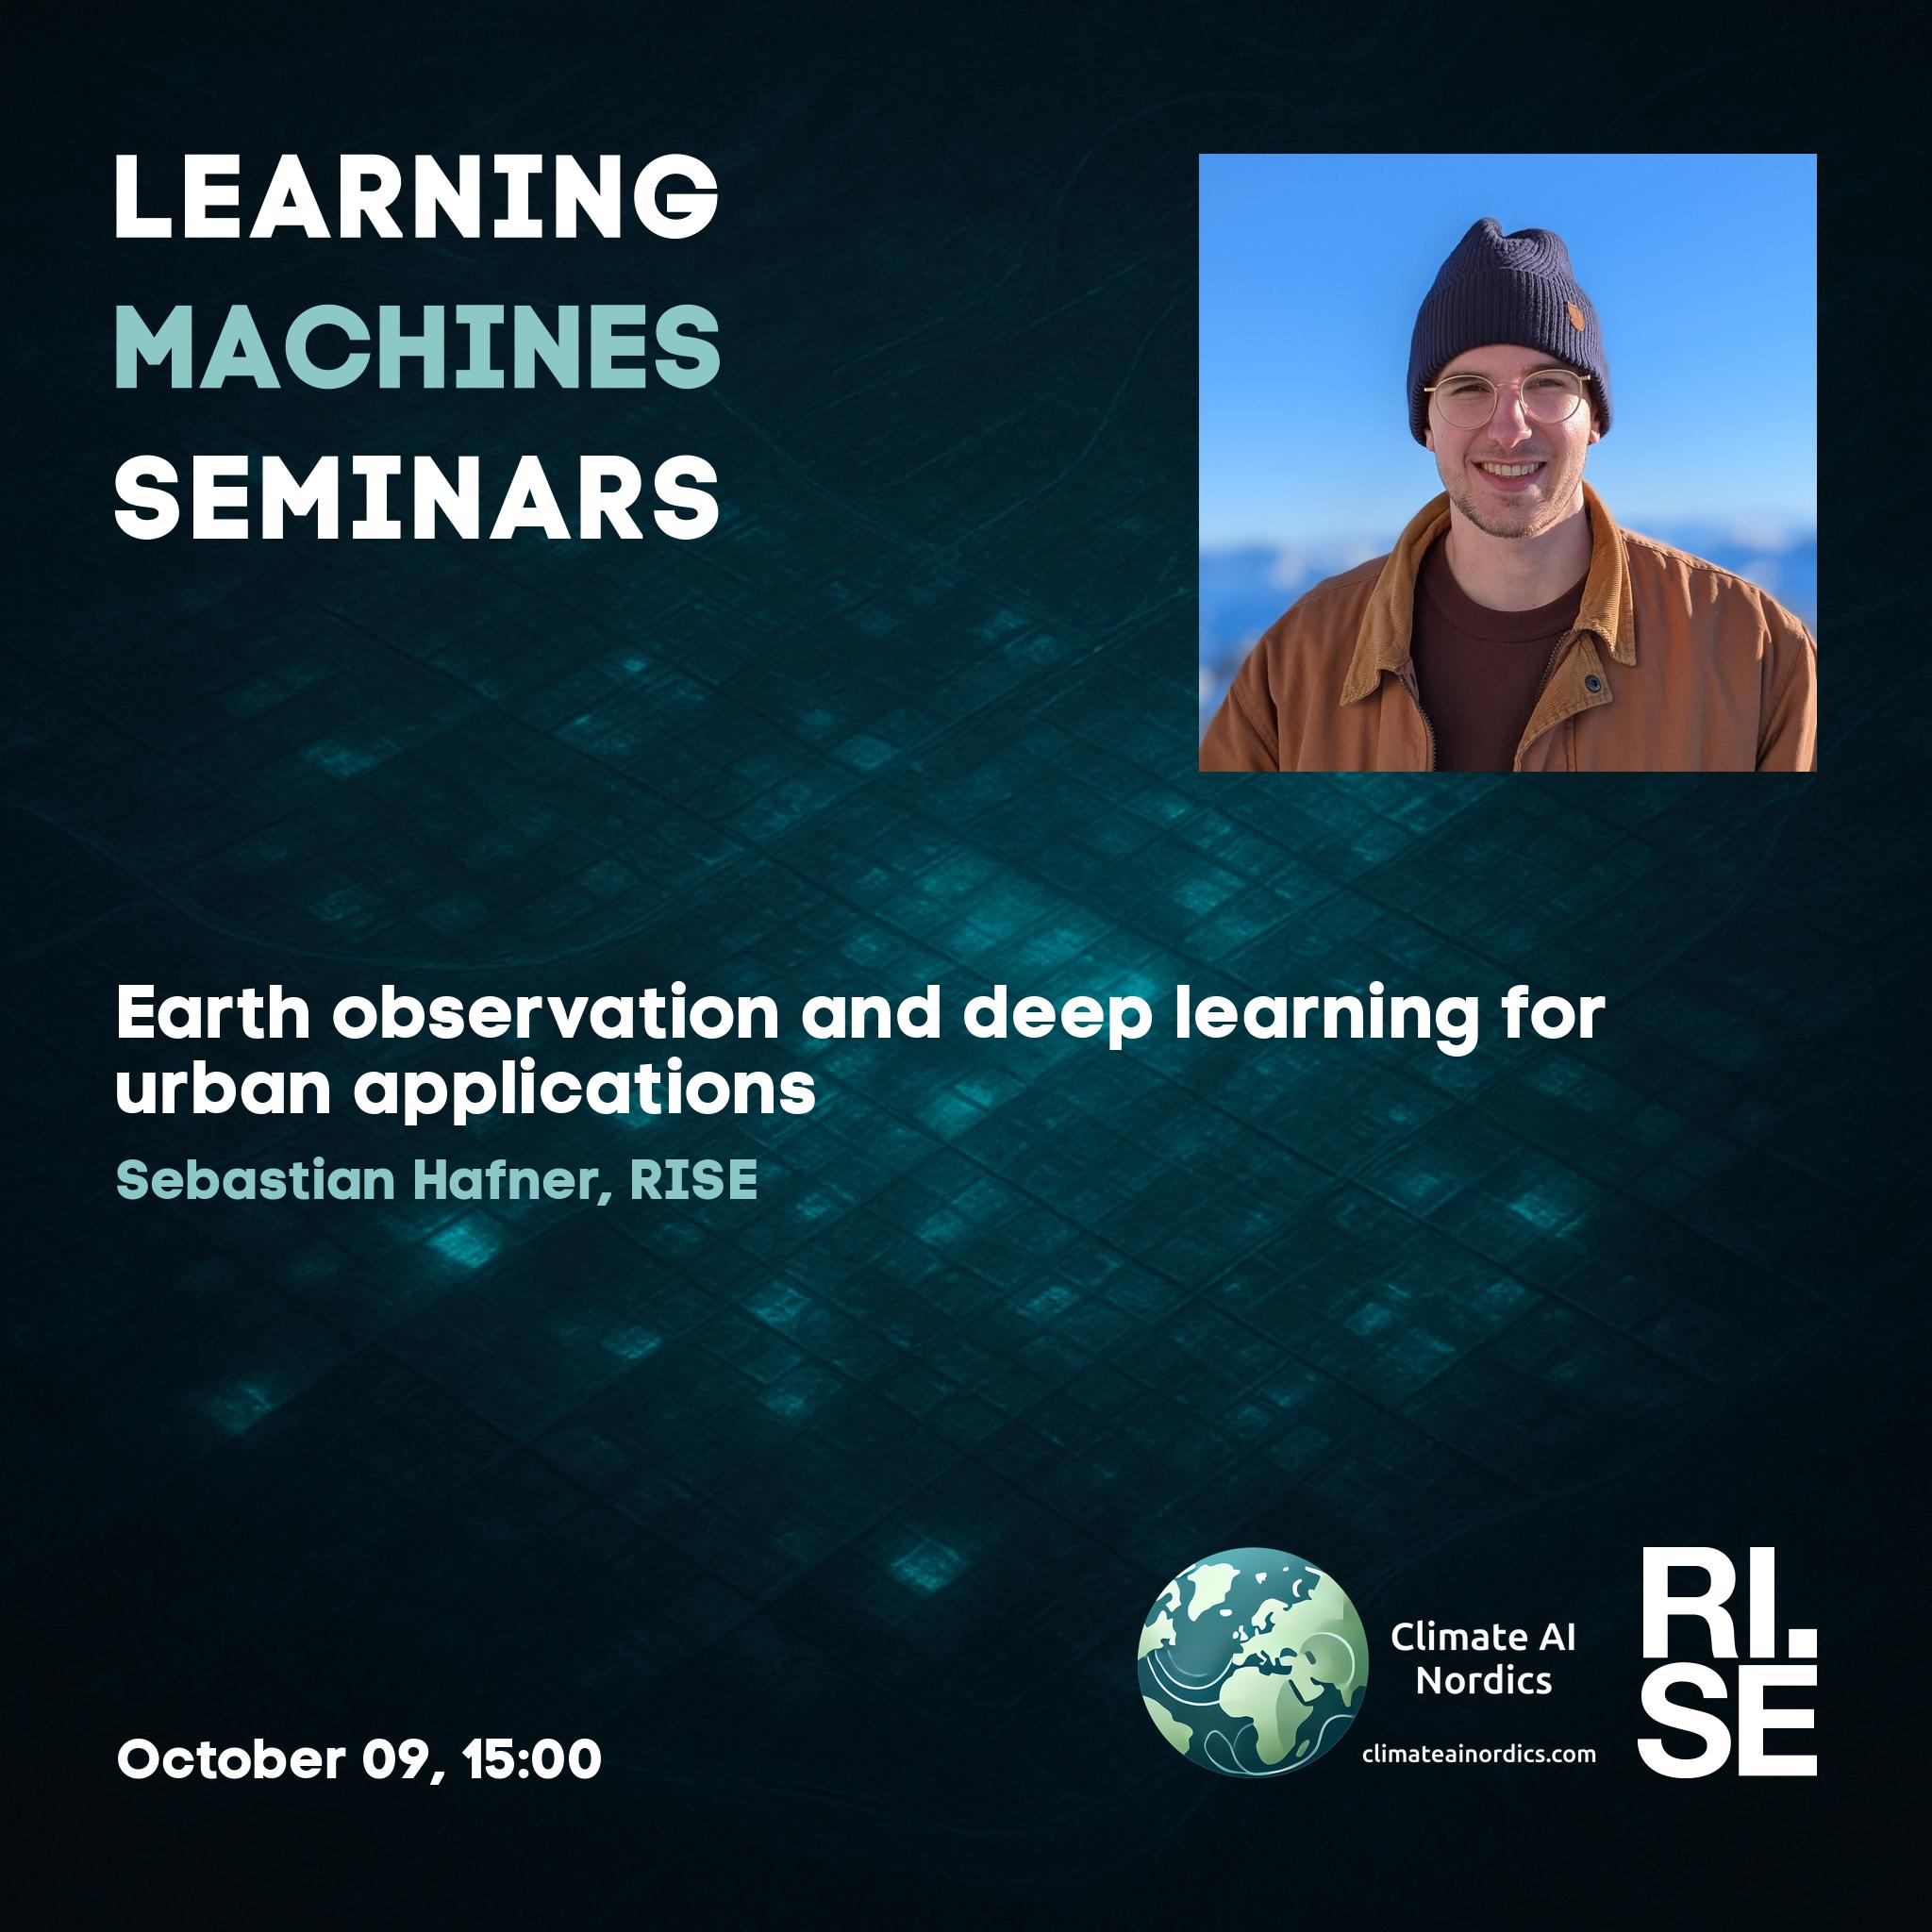 LEARNING
MACHINES
SEMINARS
Earth observation and deep learning for
urban applications
Sebastian Hafner, RISE
October 09, 15:00
Climate AI
Nordics
climateainordics.com
RI.
SE